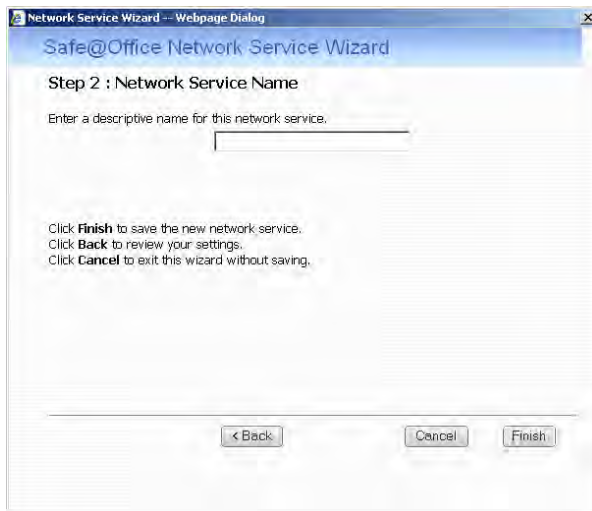 Network Service Wizard -- Webpage Dialog
Safe@Office Network Service Wizard
Step 2 : Network Service Name
Enter a descriptive name for this network service.
Click Finish to save the new network service.
Click Back to review your settings.
Click Cancel to exit this wizard without saving.
< Back Cancel Finish